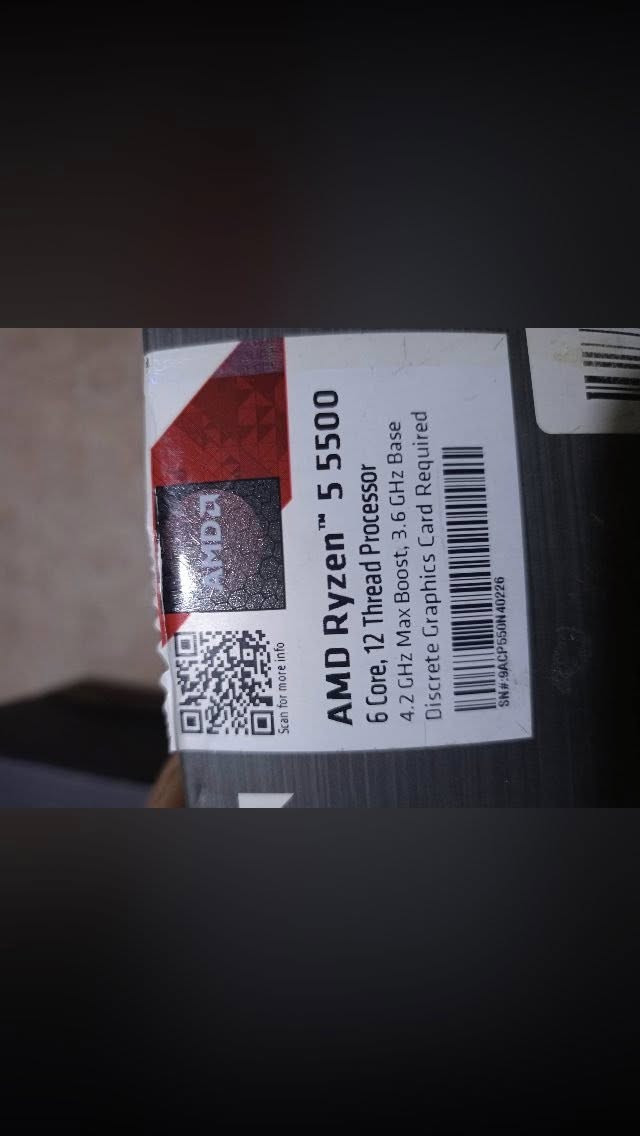 AMD
Scan for more info
AMD Ryzen™ 5 5500
6 Core, 12 Thread Processor
4.2 GHz Max Boost, 3.6 GHz Base
Discrete Graphics Card Required
SN#:9ACP550N40226